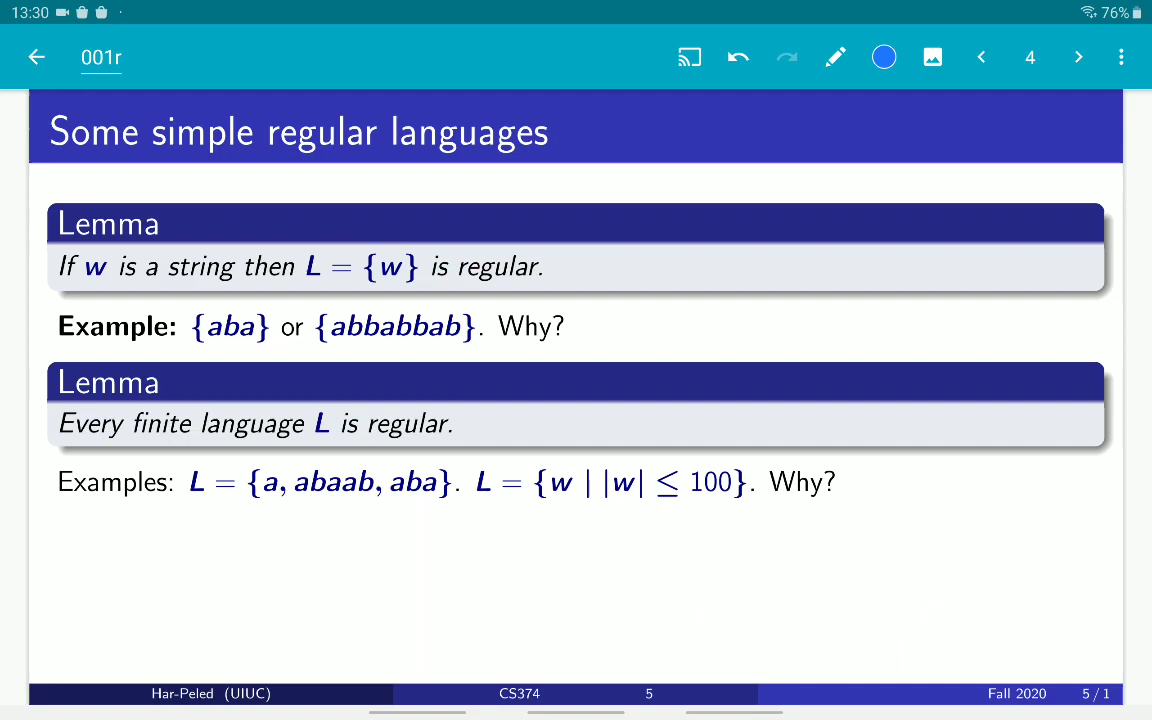 13:30 76%
001r 4
Some simple regular languages
Lemma
If w is a string then L = {w} is regular.
Example: {aba} or {abbabbab}. Why?
Lemma
Every finite language L is regular.
Examples: L = {a, abaab, aba}. L = {w | |w| ≤ 100}. Why?
Har-Peled (UIUC) CS374 5 Fall 2020 5 / 1